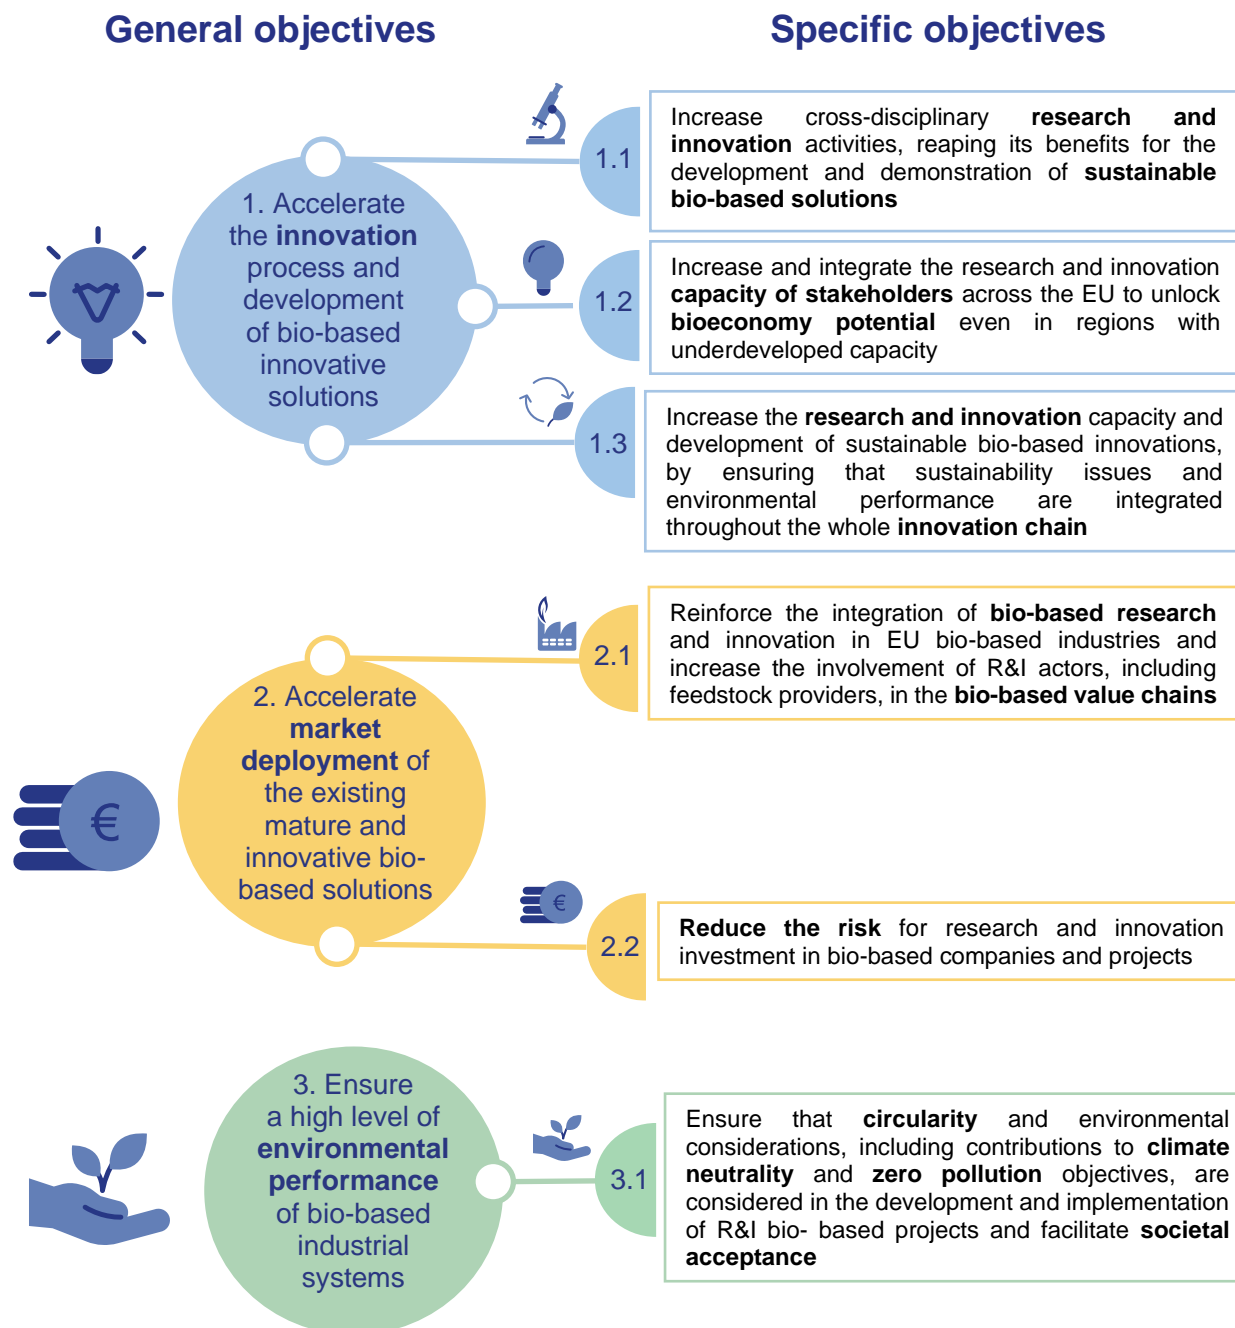 General objectives
Specific objectives
1. Accelerate
the innovation
process and
development
of bio-based
innovative
solutions
1.1
Increase cross-disciplinary research and
innovation activities, reaping its benefits for the
development and demonstration of sustainable
bio-based solutions
1.2
Increase and integrate the research and innovation
capacity of stakeholders across the EU to unlock
bioeconomy potential even in regions with
underdeveloped capacity
1.3
Increase the research and innovation capacity and
development of sustainable bio-based innovations,
by ensuring that sustainability issues and
environmental performance are integrated
throughout the whole innovation chain
2. Accelerate
market
deployment of
the existing
mature and
innovative bio-
based solutions
€
2.1
Reinforce the integration of bio-based research
and innovation in EU bio-based industries and
increase the involvement of R&I actors, including
feedstock providers, in the bio-based value chains
€
2.2
Reduce the risk for research and innovation
investment in bio-based companies and projects
3. Ensure
a high level of
environmental
performance
of bio-based
industrial
systems
3.1
Ensure that circularity and environmental
considerations, including contributions to climate
neutrality and zero pollution objectives, are
considered in the development and implementation
of R&I bio- based projects and facilitate societal
acceptance